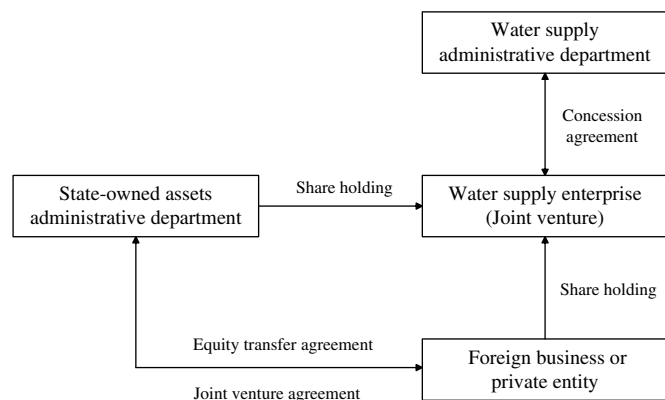 Water supply
administrative department
Concession
agreement
State-owned assets
administrative department
Share holding
Water supply enterprise
(Joint venture)
Share holding
Equity transfer agreement
Joint venture agreement
Foreign business or
private entity